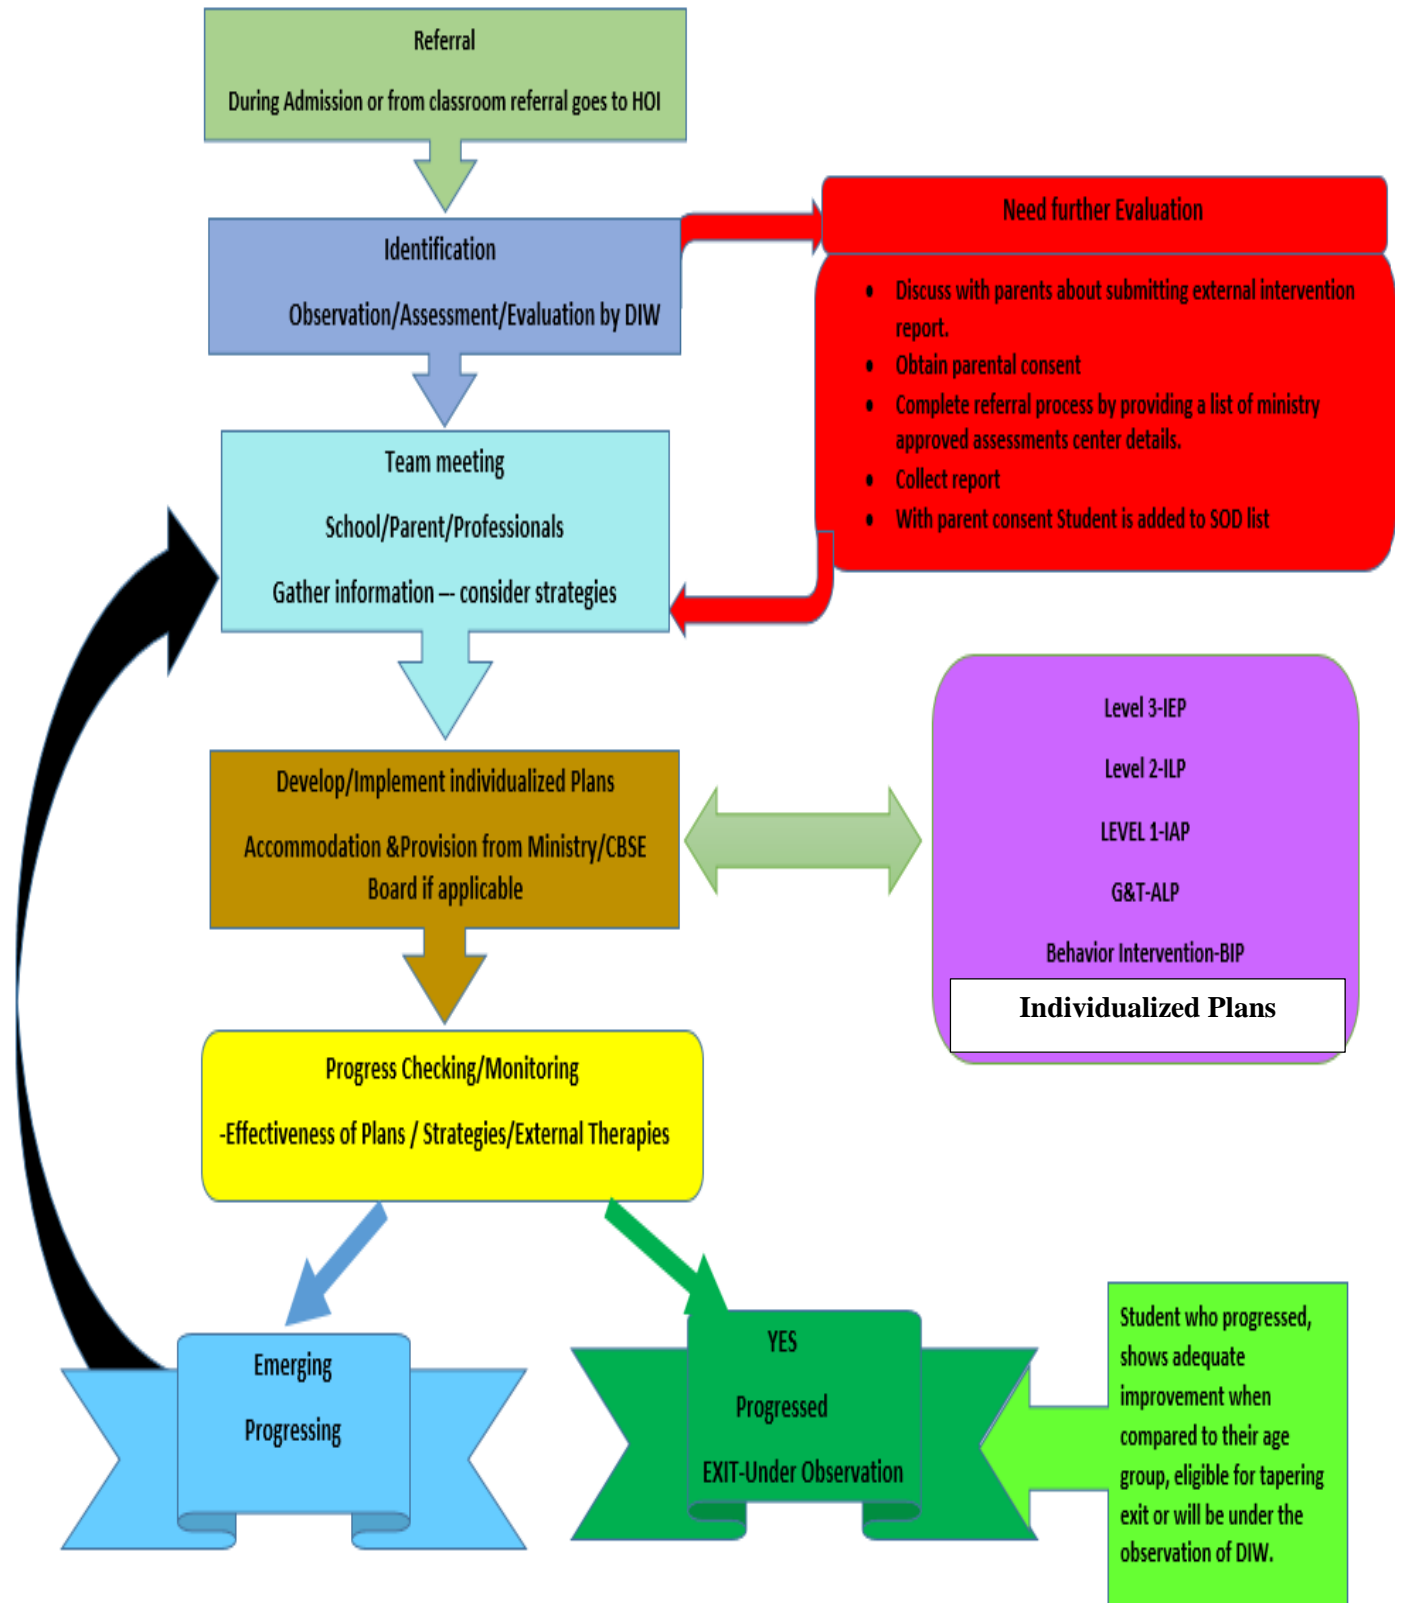 Referral
During Admission or from classroom referral goes to HOI
Identification
Observation/Assessment/Evaluation by DIW
Need further Evaluation
• Discuss with parents about submitting external intervention
report.
• Obtain parental consent
• Complete referral process by providing a list of ministry
approved assessments center details.
• Collect report
• With parent consent Student is added to SOD list
Team meeting
School/Parent/Professionals
Gather information –- consider strategies
Develop/Implement individualized Plans
Accommodation &Provision from Ministry/CBSE
Board if applicable
Level 3-IEP
Level 2-ILP
LEVEL 1-IAP
G&T-ALP
Behavior Intervention-BIP
Individualized Plans
Progress Checking/Monitoring
-Effectiveness of Plans / Strategies/External Therapies
Emerging
Progressing
YES
Progressed
EXIT-Under Observation
Student who progressed,
shows adequate
improvement when
compared to their age
group, eligible for tapering
exit or will be under the
observation of DIW.